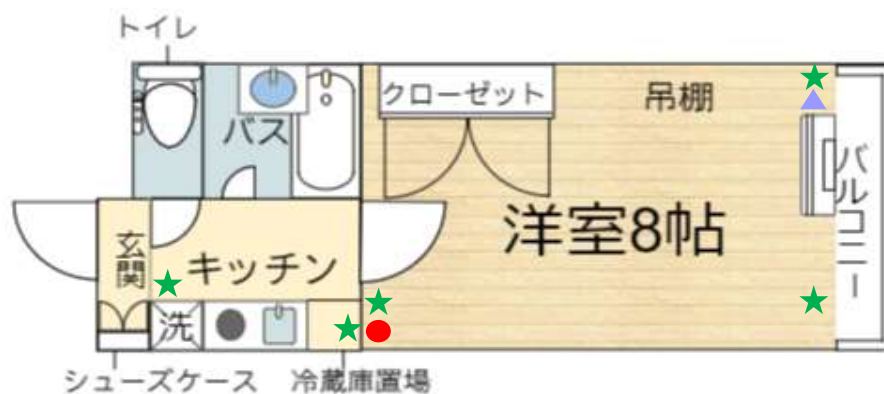 トイレ
バス
クローゼット
吊棚
洋室8帖
バルコニー
玄関
キッチン
洗
シューズケース
冷蔵庫置場